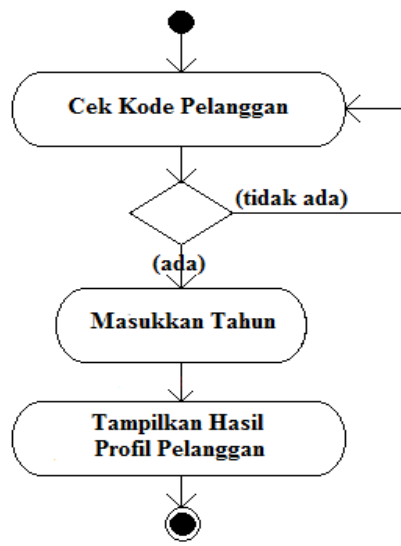 Cek Kode Pelanggan
(tidak ada)
(ada)
Masukkan Tahun
Tampilkan Hasil
Profil Pelanggan